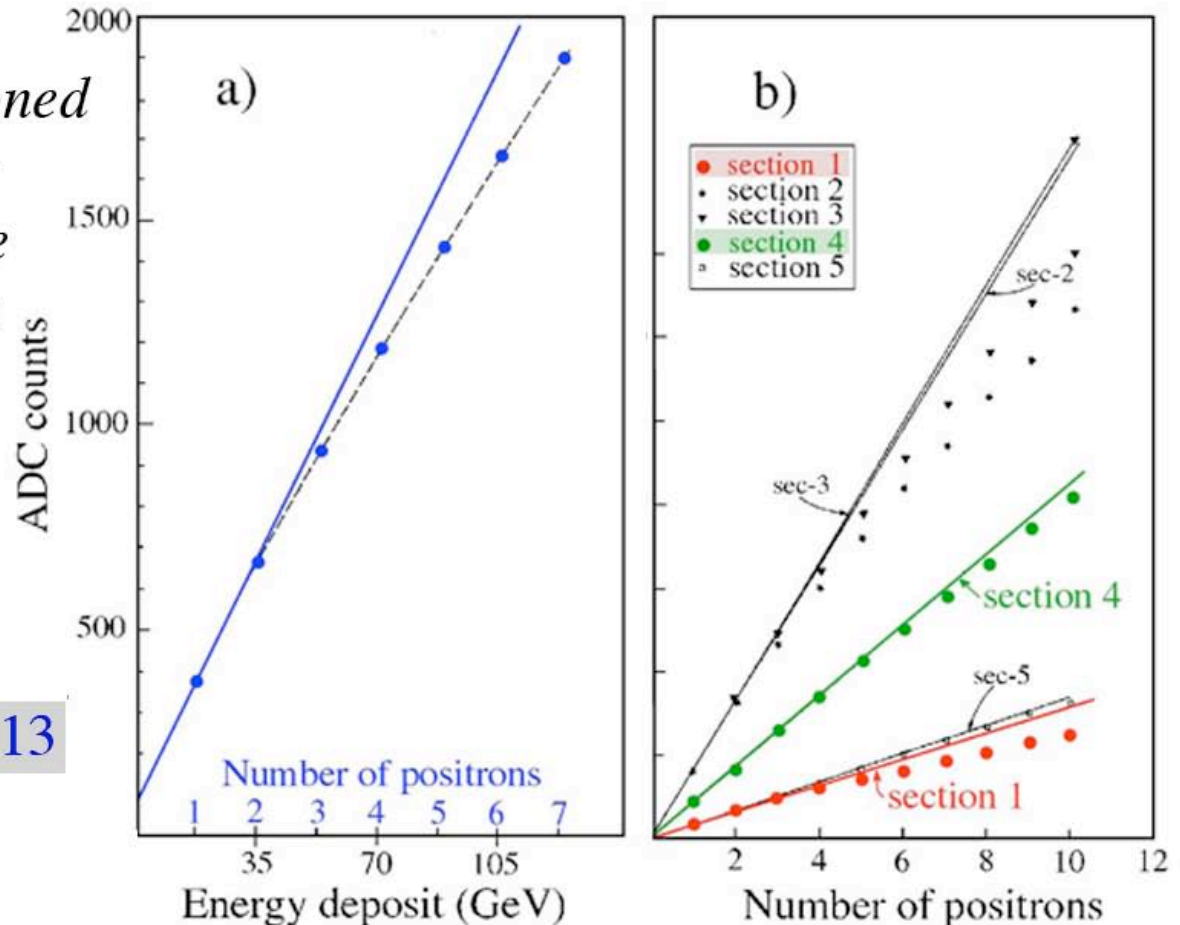 ned
e
13
a)
2000
1500
1000
500
ADC counts
Number of positrons
1 2 3 4 5 6 7
35 70 105
Energy deposit (GeV)
b)
section 1
section 2
section 3
section 4
section 5
sec-2
sec-3
section 4
sec-5
section 1
2 4 6 8 10 12
Number of positrons